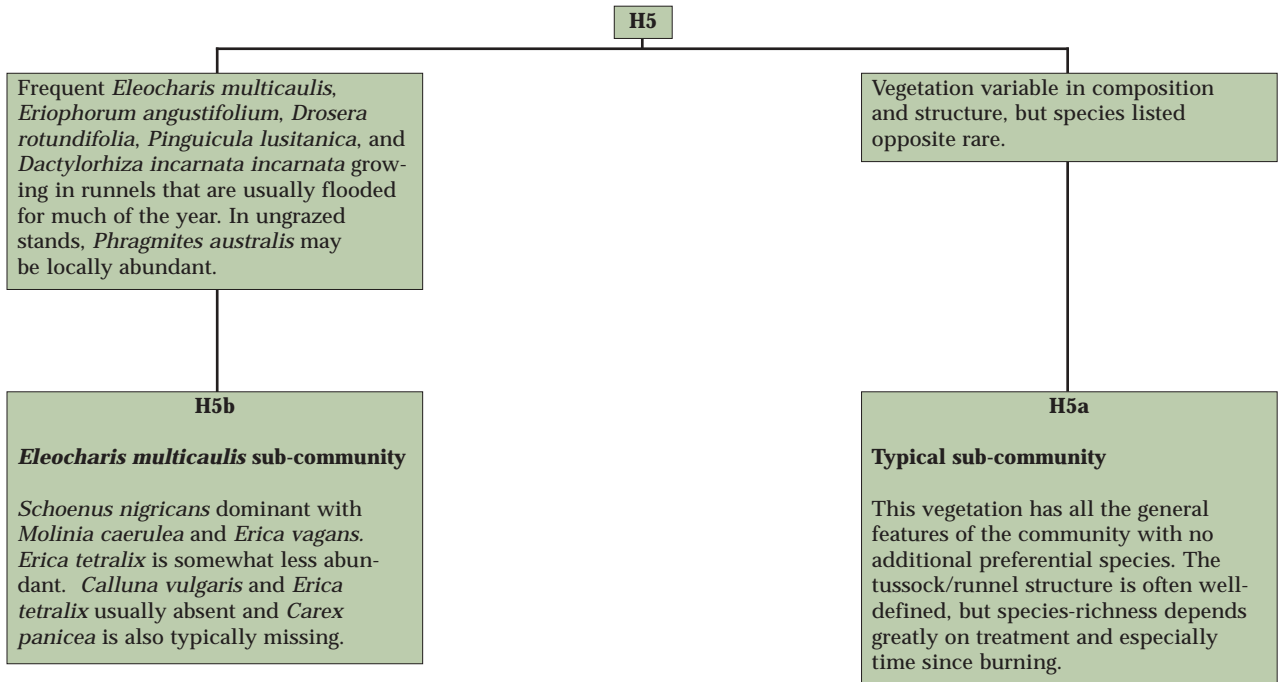 H5
Frequent Eleocharis multicaulis,
Eriophorum angustifolium, Drosera
rotundifolia, Pinguicula lusitanica, and
Dactylorhiza incarnata incarnata grow-
ing in runnels that are usually flooded
for much of the year. In ungrazed
stands, Phragmites australis may
be locally abundant.
Vegetation variable in composition
and structure, but species listed
opposite rare.
H5b
Eleocharis multicaulis sub-community
Schoenus nigricans dominant with
Molinia caerulea and Erica vagans.
Erica tetralix is somewhat less abun-
dant. Calluna vulgaris and Erica
tetralix usually absent and Carex
panicea is also typically missing.
H5a
Typical sub-community
This vegetation has all the general
features of the community with no
additional preferential species. The
tussock/runnel structure is often well-
defined, but species-richness depends
greatly on treatment and especially
time since burning.